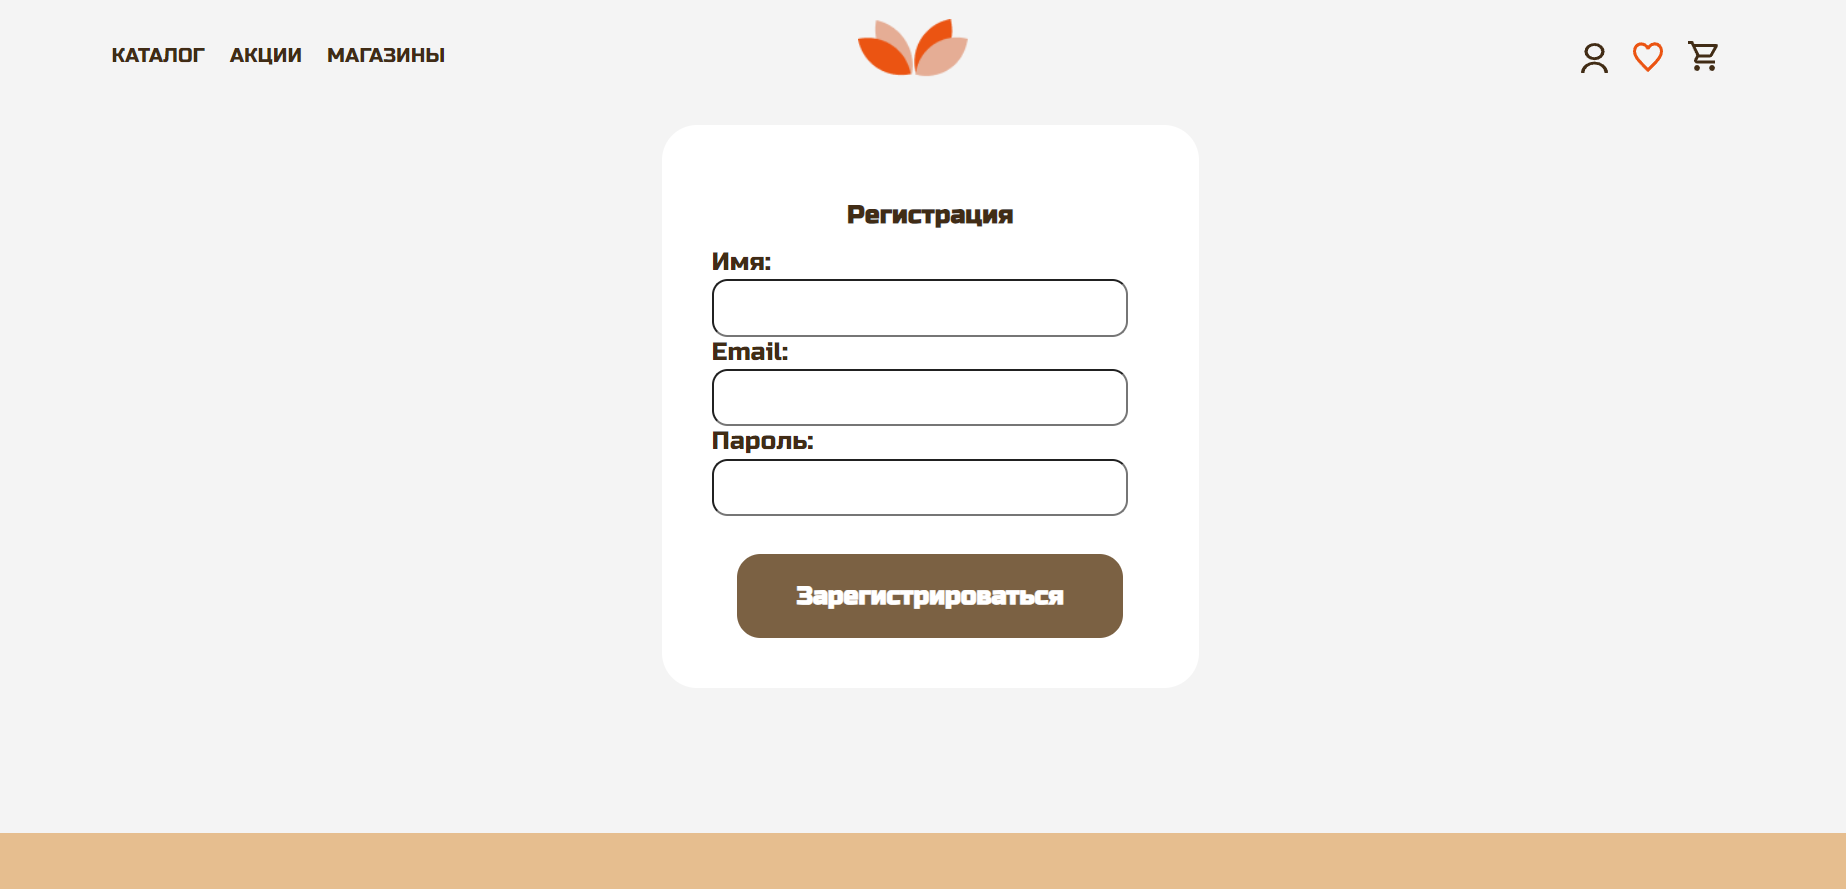 КАТАЛОГ АКЦИИ МАГАЗИНЫ
Регистрация
Имя:
Email:
Пароль:
Зарегистрироваться